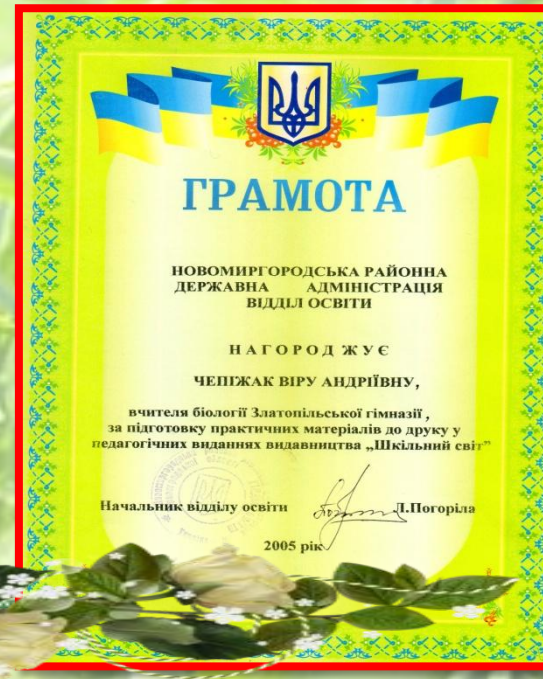 ГРАМОТА
НОВОМИРГОРОДСЬКА РАЙОННА
ДЕРЖАВНА АДМІНІСТРАЦІЯ
ВІДДІЛ ОСВІТИ
Н А Г О Р О Д Ж У Є
ЧЕПІЖАК ВІРУ АНДРІЇВНУ,
вчителя біології Златопільської гімназії ,
за підготовку практичних матеріалів до друку у
педагогічних виданнях видавництва „Шкільний світ”
Начальник відділу освіти Л.Погоріла
2005 рік